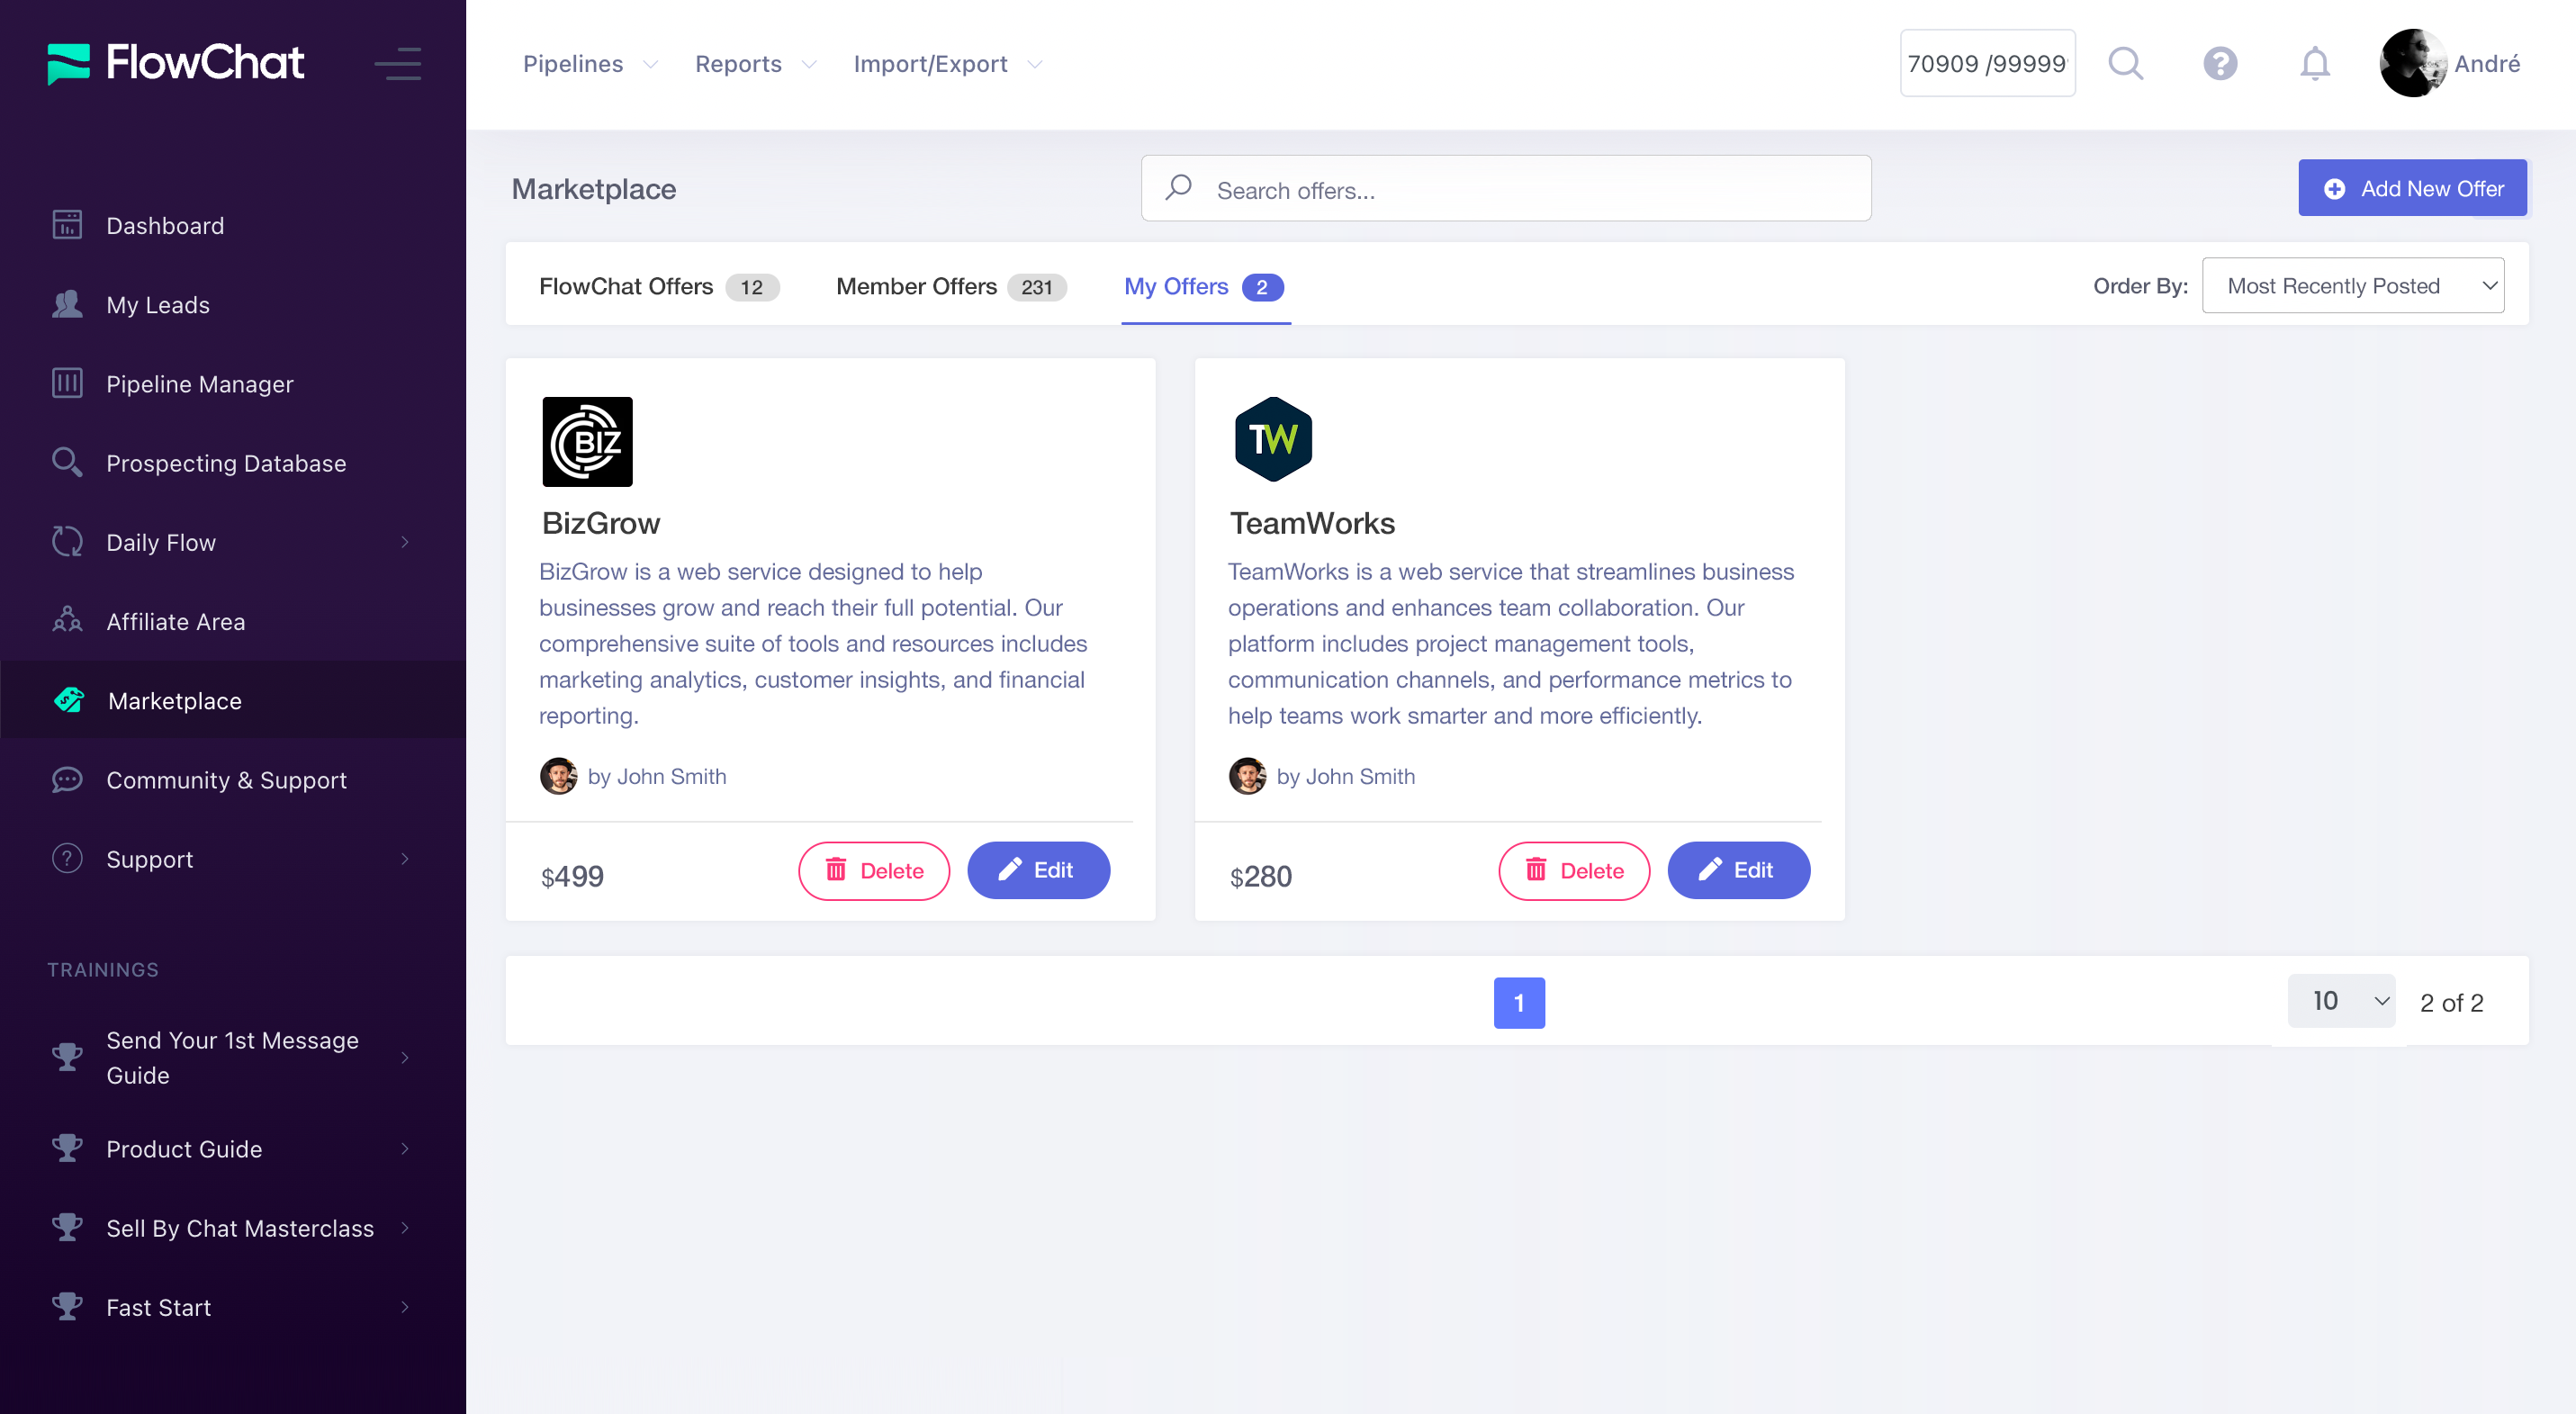 FlowChat
Pipelines
Reports
Import/Export
70909 /99999
André
Dashboard
My Leads
Pipeline Manager
Prospecting Database
Daily Flow
Affiliate Area
Marketplace
Community & Support
Support
TRAININGS
Send Your 1st Message
Guide
Product Guide
Sell By Chat Masterclass
Fast Start
Marketplace
Search offers...
Add New Offer
FlowChat Offers 12
Member Offers 231
My Offers 2
Order By: Most Recently Posted
BIZ
BizGrow
BizGrow is a web service designed to help
businesses grow and reach their full potential. Our
comprehensive suite of tools and resources includes
marketing analytics, customer insights, and financial
reporting.
by John Smith
$499
Delete
Edit
TW
TeamWorks
TeamWorks is a web service that streamlines business
operations and enhances team collaboration. Our
platform includes project management tools,
communication channels, and performance metrics to
help teams work smarter and more efficiently.
by John Smith
$280
Delete
Edit
1
10
2 of 2